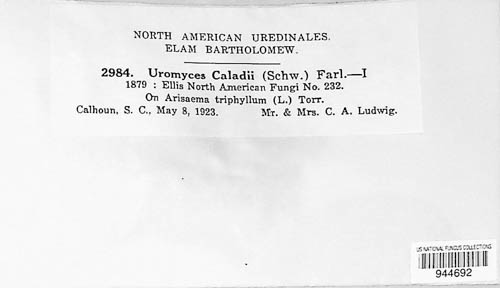 NORTH AMERICAN UREDINALES.
ELAM BARTHOLOMEW.
2984. Uromyces Caladii (Schw.) Farl.—I
1879 : Ellis North American Fungi No. 232.
On Arisaema triphyllum (L.) Torr.
Calhoun, S. C., May 8, 1923. Mr. & Mrs. C. A. Ludwig.
US NATIONAL FUNGUS COLLECTIONS
944692